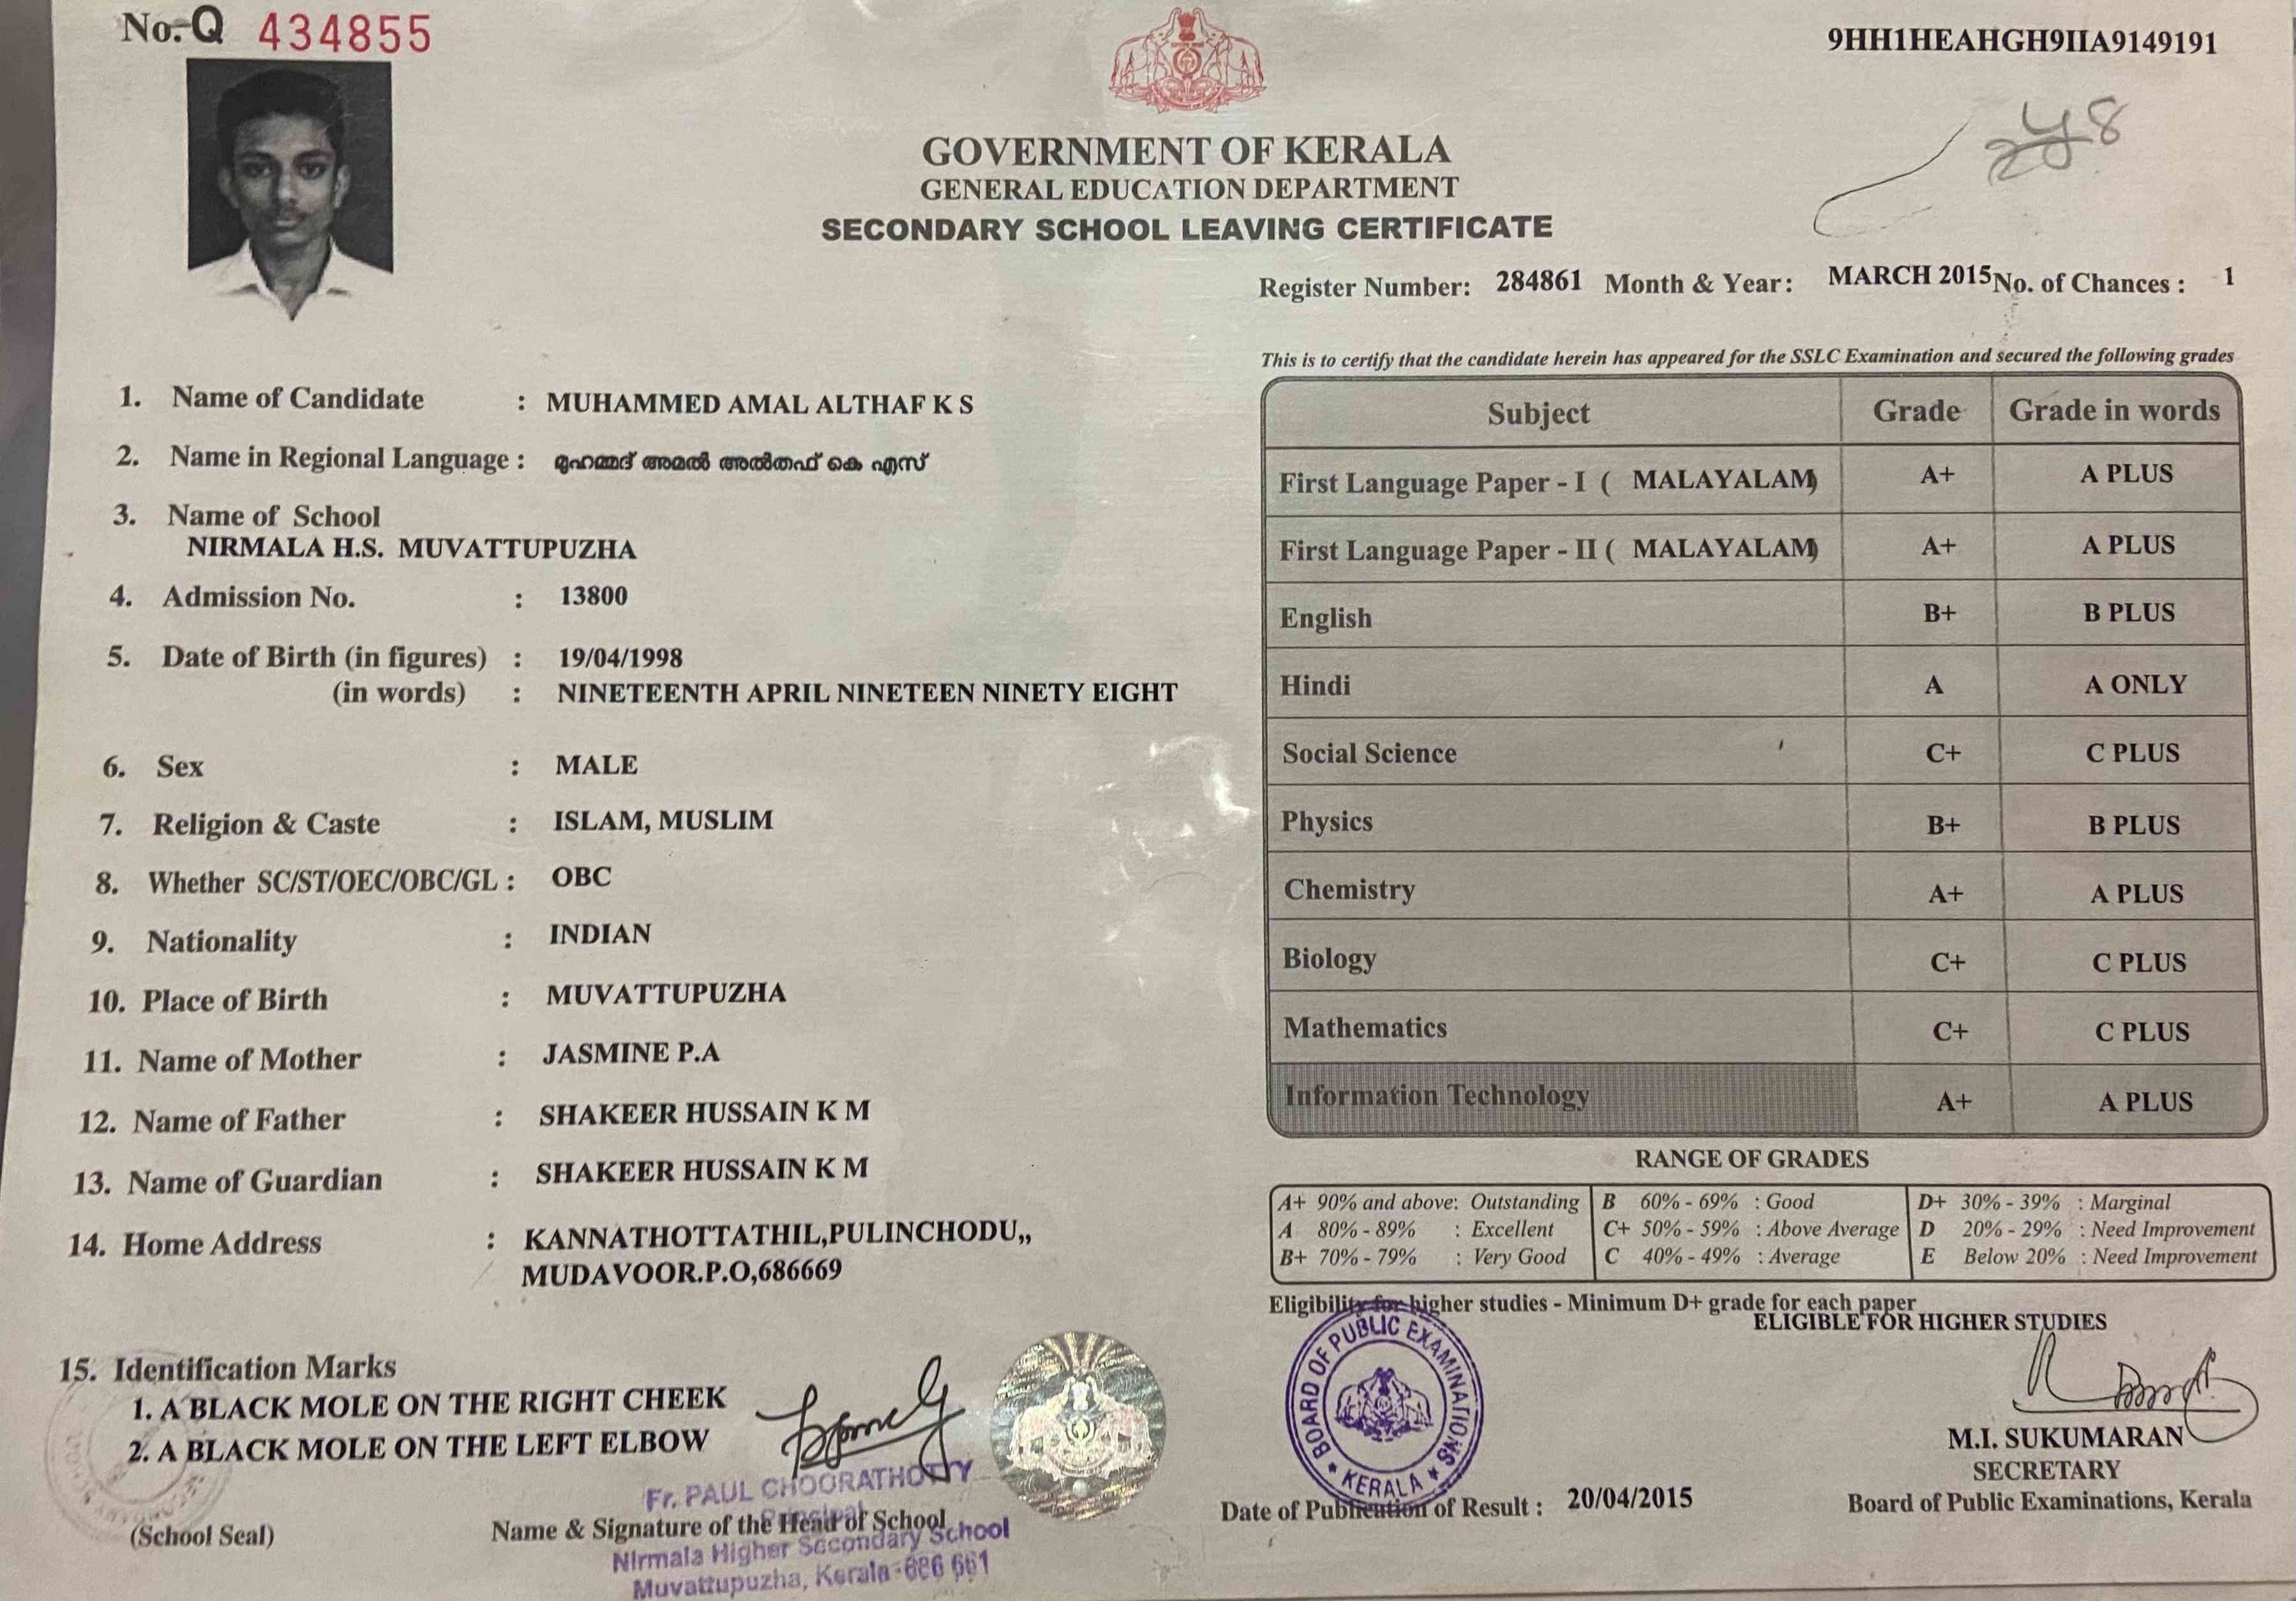 No. Q 434855
9HH1HEAHGH9IIA9149191
248
GOVERNMENT OF KERALA
GENERAL EDUCATION DEPARTMENT
SECONDARY SCHOOL LEAVING CERTIFICATE
Register Number: 284861 Month & Year: MARCH 2015 No. of Chances : 1
1. Name of Candidate : MUHAMMED AMAL ALTHAF K S
2. Name in Regional Language : മുഹമ്മദ് അമൽ അൽതഫ് കെ എസ്
3. Name of School
NIRMALA H.S. MUVATTUPUZHA
4. Admission No. : 13800
5. Date of Birth (in figures) : 19/04/1998
(in words) : NINETEENTH APRIL NINETEEN NINETY EIGHT
6. Sex : MALE
7. Religion & Caste : ISLAM, MUSLIM
8. Whether SC/ST/OEC/OBC/GL : OBC
9. Nationality : INDIAN
10. Place of Birth : MUVATTUPUZHA
11. Name of Mother : JASMINE P.A
12. Name of Father : SHAKEER HUSSAIN K M
13. Name of Guardian : SHAKEER HUSSAIN K M
14. Home Address : KANNATHOTTATHIL,PULINCHODU,,
MUDAVOOR.P.O,686669
15. Identification Marks
1. A BLACK MOLE ON THE RIGHT CHEEK
2. A BLACK MOLE ON THE LEFT ELBOW
Fr. PAUL CHOORATHOTTY
Principal
(School Seal) Name & Signature of the Head of School
Nirmala Higher Secondary School
Muvattupuzha, Kerala-686 661
This is to certify that the candidate herein has appeared for the SSLC Examination and secured the following grades
Subject Grade Grade in words
First Language Paper - I ( MALAYALAM) A+ A PLUS
First Language Paper - II ( MALAYALAM) A+ A PLUS
English B+ B PLUS
Hindi A A ONLY
Social Science C+ C PLUS
Physics B+ B PLUS
Chemistry A+ A PLUS
Biology C+ C PLUS
Mathematics C+ C PLUS
Information Technology A+ A PLUS
RANGE OF GRADES
A+ 90% and above: Outstanding B 60% - 69% : Good D+ 30% - 39% : Marginal
A 80% - 89% : Excellent C+ 50% - 59% : Above Average D 20% - 29% : Need Improvement
B+ 70% - 79% : Very Good C 40% - 49% : Average E Below 20% : Need Improvement
Eligibility for higher studies - Minimum D+ grade for each paper
ELIGIBLE FOR HIGHER STUDIES
BOARD OF PUBLIC EXAMINATIONS
KERALA
M.I. SUKUMARAN
SECRETARY
Date of Publication of Result : 20/04/2015 Board of Public Examinations, Kerala